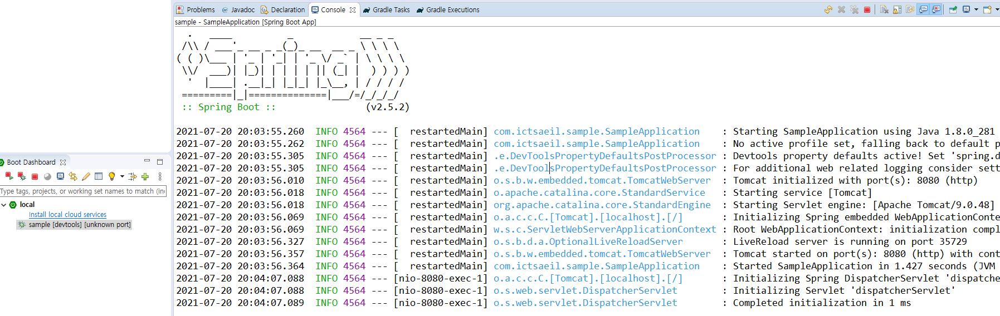 Problems @ Javadoc Declaration Console Gradle Tasks Gradle Executions
sample - SampleApplication [Spring Boot App]
  .   ____          _            __ _ _
 /\\ / ___'_ __ _ _(_)_ __  __ _ \ \ \ \
( ( )\___ | '_ | '_| | '_ \/ _` | \ \ \ \
 \\/  ___)| |_)| | | | | || (_| |  ) ) ) )
  '  |____| .__|_| |_|_| |_\__, | / / / /
 =========|_|==============|___/=/_/_/_/
 :: Spring Boot ::                (v2.5.2)
2021-07-20 20:03:55.260  INFO 4564 --- [  restartedMain] com.ictsaeil.sample.SampleApplication    : Starting SampleApplication using Java 1.8.0_281
2021-07-20 20:03:55.262  INFO 4564 --- [  restartedMain] com.ictsaeil.sample.SampleApplication    : No active profile set, falling back to default p
2021-07-20 20:03:55.305  INFO 4564 --- [  restartedMain] .e.DevToolsPropertyDefaultsPostProcessor : Devtools property defaults active! Set 'spring.d
2021-07-20 20:03:55.305  INFO 4564 --- [  restartedMain] .e.DevToolsPropertyDefaultsPostProcessor : For additional web related logging consider sett
2021-07-20 20:03:56.010  INFO 4564 --- [  restartedMain] o.s.b.w.embedded.tomcat.TomcatWebServer  : Tomcat initialized with port(s): 8080 (http)
2021-07-20 20:03:56.018  INFO 4564 --- [  restartedMain] o.apache.catalina.core.StandardService   : Starting service [Tomcat]
2021-07-20 20:03:56.018  INFO 4564 --- [  restartedMain] org.apache.catalina.core.StandardEngine  : Starting Servlet engine: [Apache Tomcat/9.0.48]
2021-07-20 20:03:56.069  INFO 4564 --- [  restartedMain] o.a.c.c.C.[Tomcat].[localhost].[/]       : Initializing Spring embedded WebApplicationConte
2021-07-20 20:03:56.069  INFO 4564 --- [  restartedMain] w.s.c.ServletWebServerApplicationContext : Root WebApplicationContext: initialization compl
2021-07-20 20:03:56.327  INFO 4564 --- [  restartedMain] o.s.b.d.a.OptionalLiveReloadServer       : LiveReload server is running on port 35729
2021-07-20 20:03:56.357  INFO 4564 --- [  restartedMain] o.s.b.w.embedded.tomcat.TomcatWebServer  : Tomcat started on port(s): 8080 (http) with cont
2021-07-20 20:03:56.364  INFO 4564 --- [  restartedMain] com.ictsaeil.sample.SampleApplication    : Started SampleApplication in 1.427 seconds (JVM
2021-07-20 20:04:07.088  INFO 4564 --- [nio-8080-exec-1] o.a.c.c.C.[Tomcat].[localhost].[/]       : Initializing Spring DispatcherServlet 'dispatche
2021-07-20 20:04:07.088  INFO 4564 --- [nio-8080-exec-1] o.s.web.servlet.DispatcherServlet        : Initializing Servlet 'dispatcherServlet'
2021-07-20 20:04:07.089  INFO 4564 --- [nio-8080-exec-1] o.s.web.servlet.DispatcherServlet        : Completed initialization in 1 ms
Boot Dashboard
Type tags, projects, or working set names to match (inc
local
Install local cloud services
sample [devtools] [unknown port]